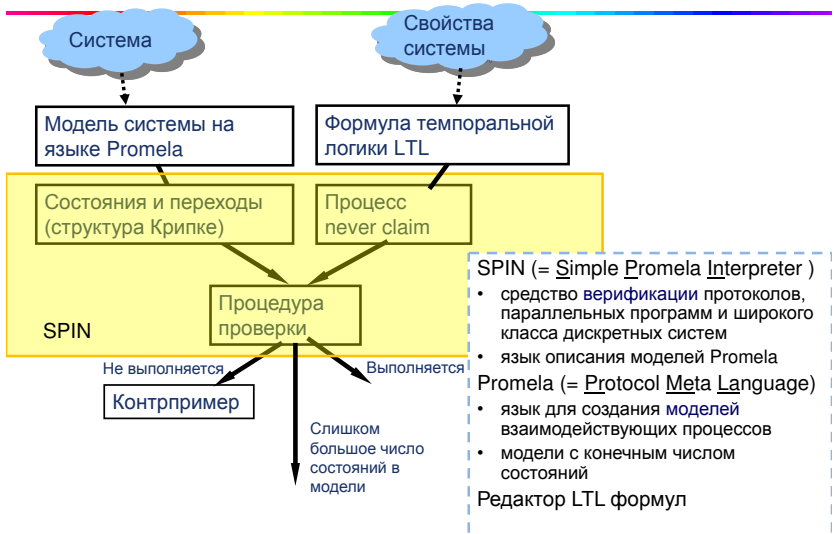 Система
Свойства
системы
Модель системы на
языке Promela
Формула темпоральной
логики LTL
Состояния и переходы
(структура Крипке)
Процесс
never claim
Процедура
проверки
SPIN
Не выполняется
Выполняется
Контрпример
Слишком
большое число
состояний в
модели
SPIN (= Simple Promela Interpreter )
• средство верификации протоколов,
параллельных программ и широкого
класса дискретных систем
• язык описания моделей Promela
Promela (= Protocol Meta Language)
• язык для создания моделей
взаимодействующих процессов
• модели с конечным числом
состояний
Редактор LTL формул